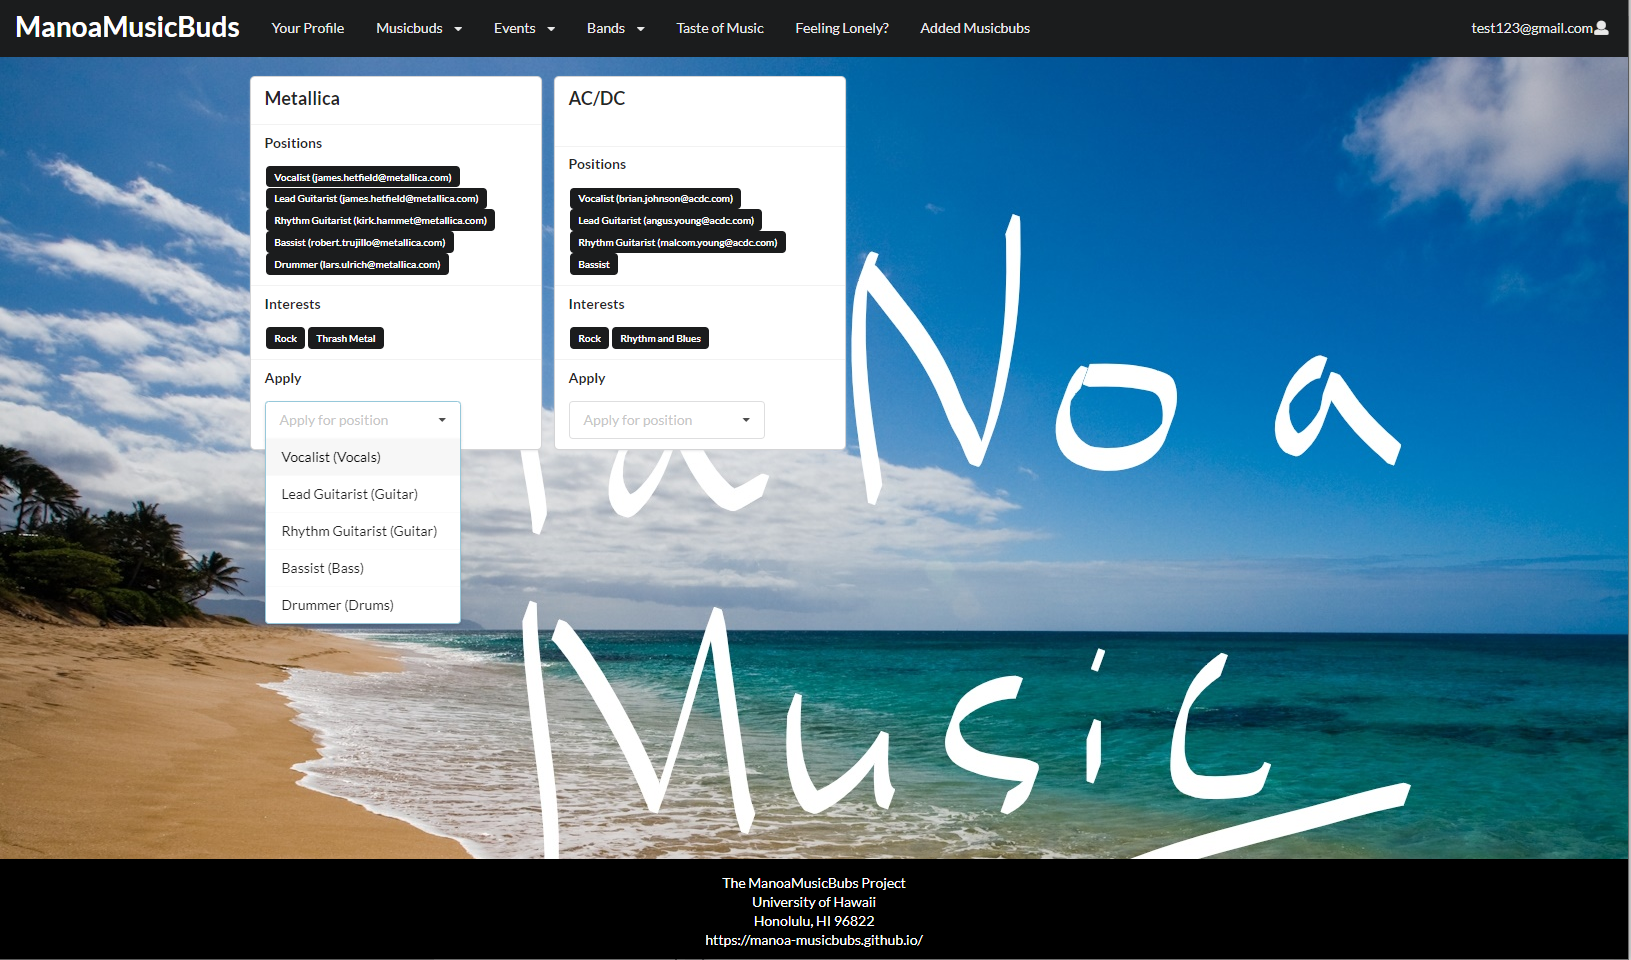 ManoaMusicBuds Your Profile Musicbuds Events Bands Taste of Music Feeling Lonely? Added Musicbuds test123@gmail.com
Metallica
Positions
Vocalist (james.hetfield@metallica.com)
Lead Guitarist (james.hetfield@metallica.com)
Rhythm Guitarist (kirk.hammet@metallica.com)
Bassist (robert.trujillo@metallica.com)
Drummer (lars.ulrich@metallica.com)
Interests
Rock Thrash Metal
Apply
Apply for position
Vocalist (Vocals)
Lead Guitarist (Guitar)
Rhythm Guitarist (Guitar)
Bassist (Bass)
Drummer (Drums)
AC/DC
Positions
Vocalist (brian.johnson@acdc.com)
Lead Guitarist (angus.young@acdc.com)
Rhythm Guitarist (malcom.young@acdc.com)
Bassist
Interests
Rock Rhythm and Blues
Apply
Apply for position
Noa
Music
The ManoaMusicBubs Project
University of Hawaii
Honolulu, HI 96822
https://manoa-musicbubs.github.io/